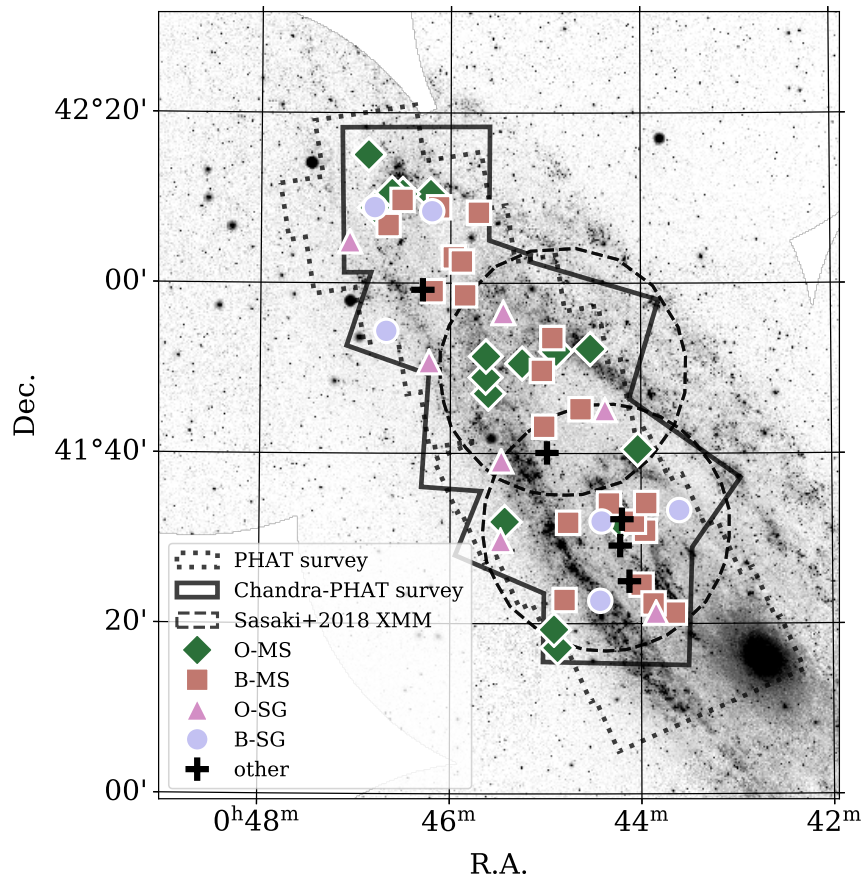 42°20'
00'
41°40'
20'
00'
Dec.
PHAT survey
Chandra-PHAT survey
Sasaki+2018 XMM
O-MS
B-MS
O-SG
B-SG
other
0ʰ48ᵐ 46ᵐ 44ᵐ 42ᵐ
R.A.